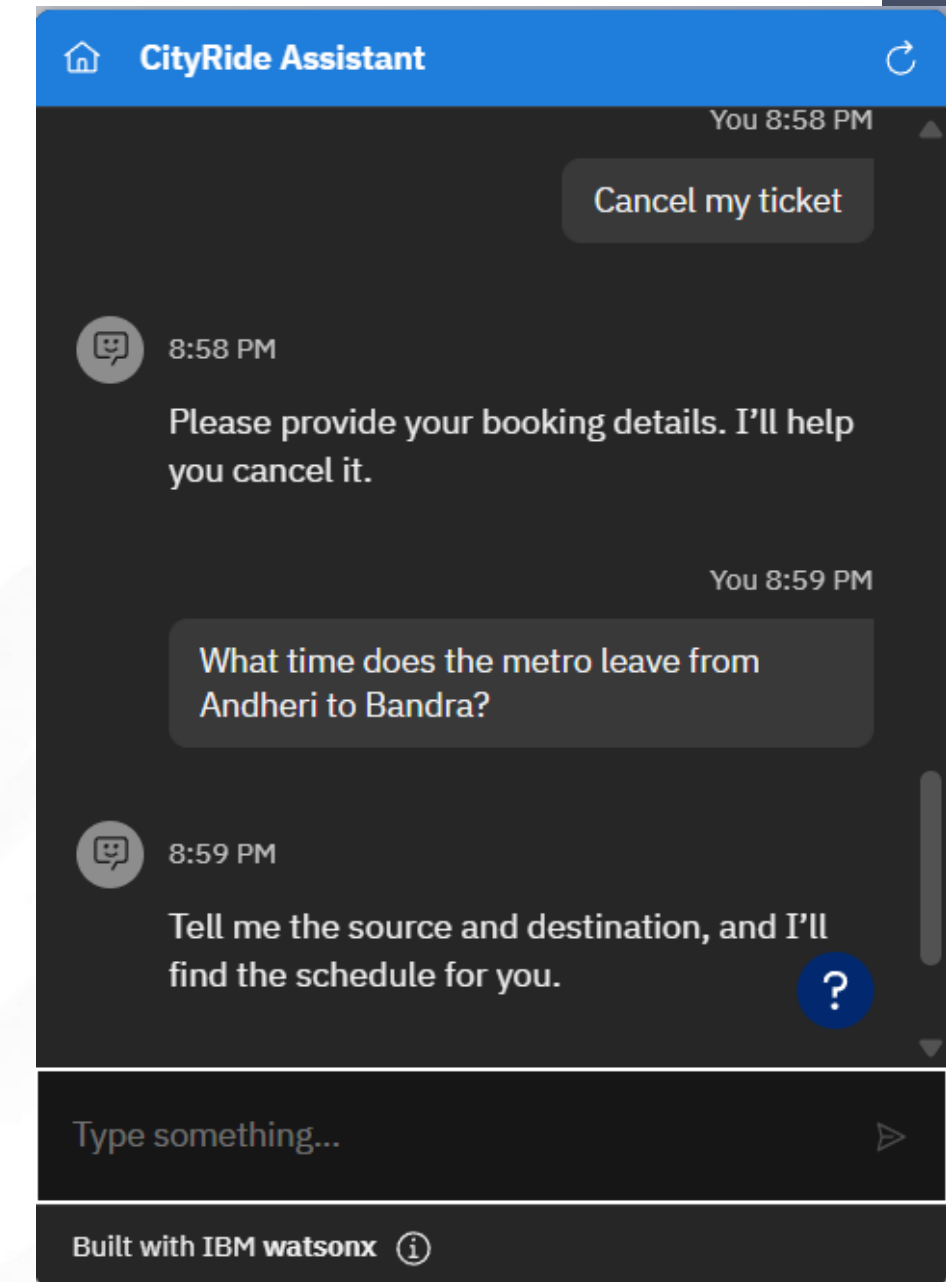 CityRide Assistant
You 8:58 PM
Cancel my ticket
8:58 PM
Please provide your booking details. I’ll help
you cancel it.
You 8:59 PM
What time does the metro leave from
Andheri to Bandra?
8:59 PM
Tell me the source and destination, and I’ll
find the schedule for you.
?
Type something...
Built with IBM watsonx